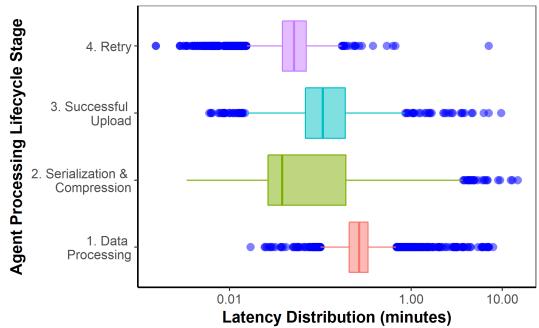 Agent Processing Lifecycle Stage
4. Retry
3. Successful
Upload
2. Serialization &
Compression
1. Data
Processing
0.01
1.00
10.00
Latency Distribution (minutes)